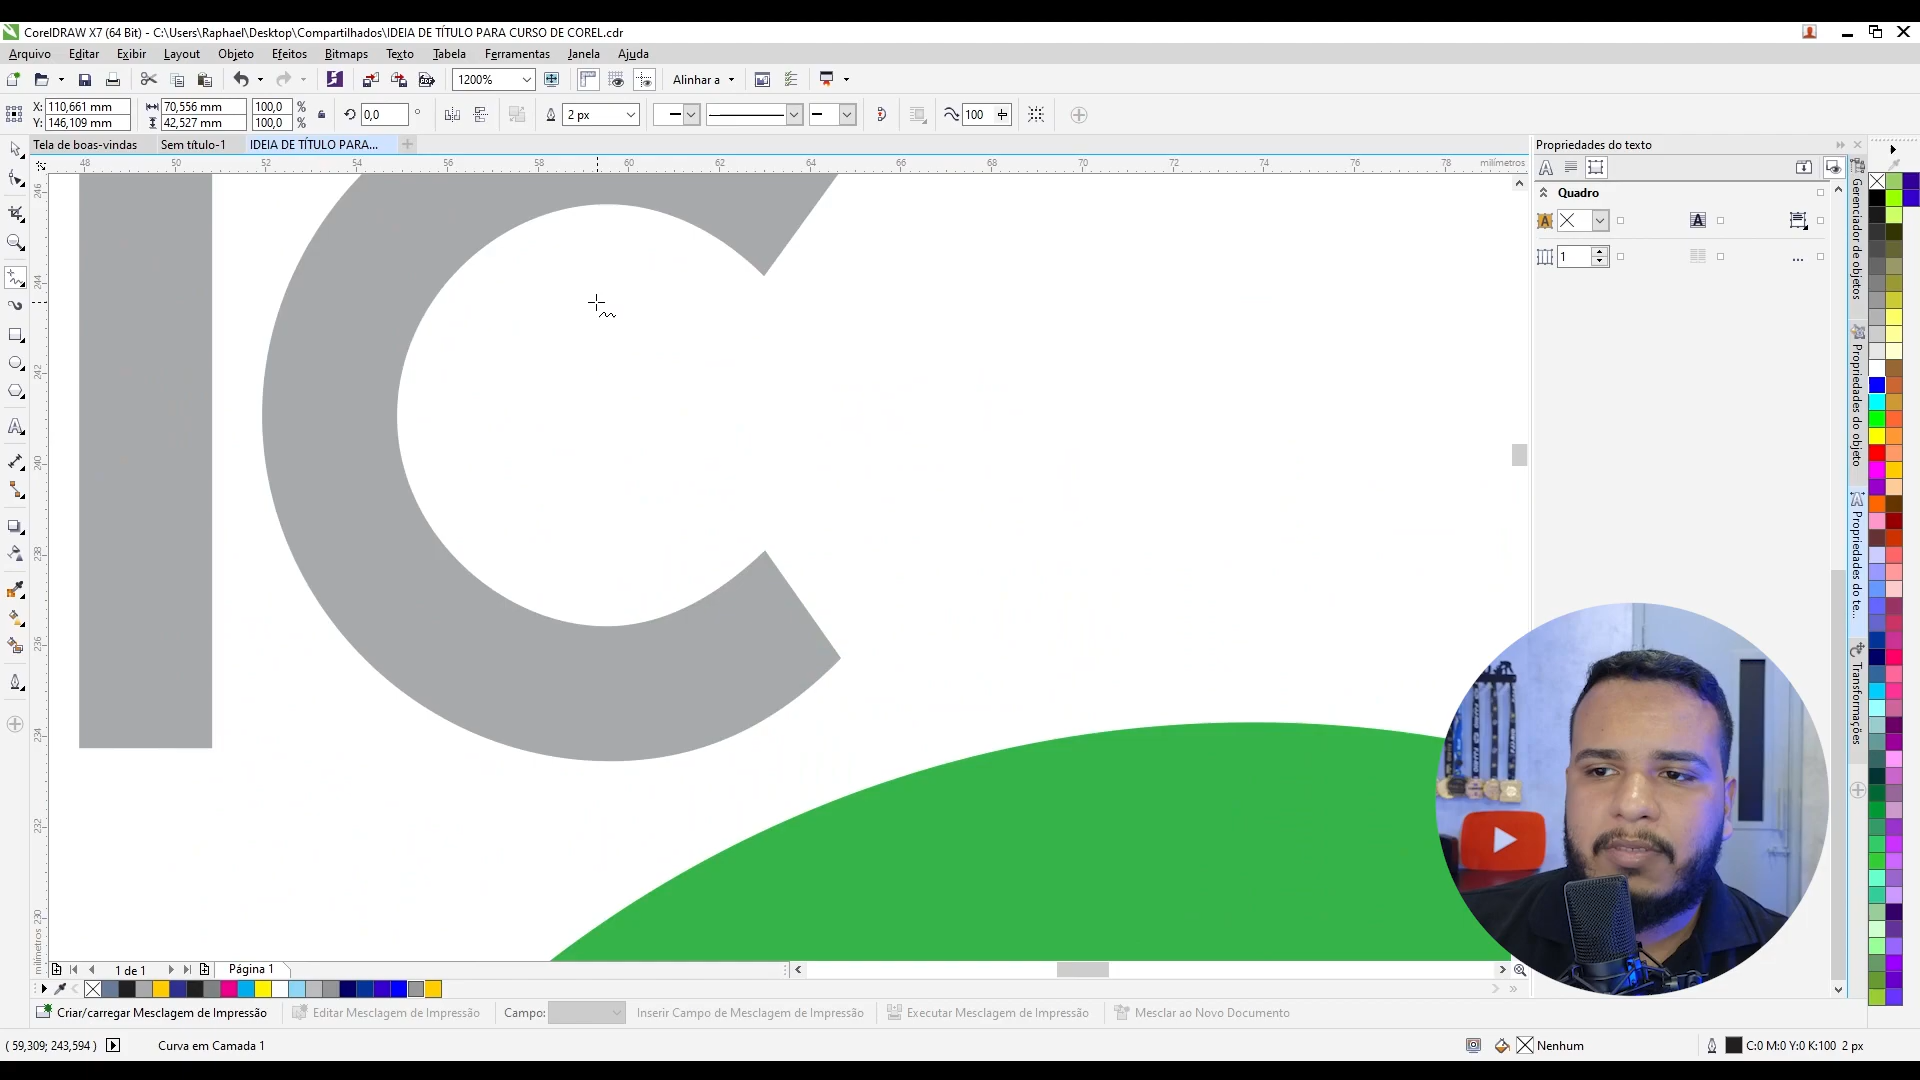 CorelDRAW X7 (64 Bit) - C:\Users\Raphael\Desktop\Compartilhados\IDEIA DE TÍTULO PARA CURSO DE COREL.cdr
Arquivo Editar Exibir Layout Objeto Efeitos Bitmaps Texto Tabela Ferramentas Janela Ajuda
1200% Alinhar a
X: 110,661 mm 70,556 mm 100,0 % 0,0 ° 2 px 100
Y: 146,109 mm 42,527 mm 100,0 %
Tela de boas-vindas Sem título-1 IDEIA DE TÍTULO PARA... Propriedades do texto
48 50 52 54 56 58 60 62 64 66 68 70 72 74 76 78 milímetros
246 244 242 240 238 236 234 232 230 milímetros
IC
Quadro
1
...
Gerenciador de objetos
Propriedades do objeto
Propriedades do te...
Transformações
1 de 1 Página 1
Criar/carregar Mesclagem de Impressão Editar Mesclagem de Impressão Campo: Inserir Campo de Mesclagem de Impressão Executar Mesclagem de Impressão Mesclar ao Novo Documento
( 59,309; 243,594 ) Curva em Camada 1 Nenhum C:0 M:0 Y:0 K:100 2 px